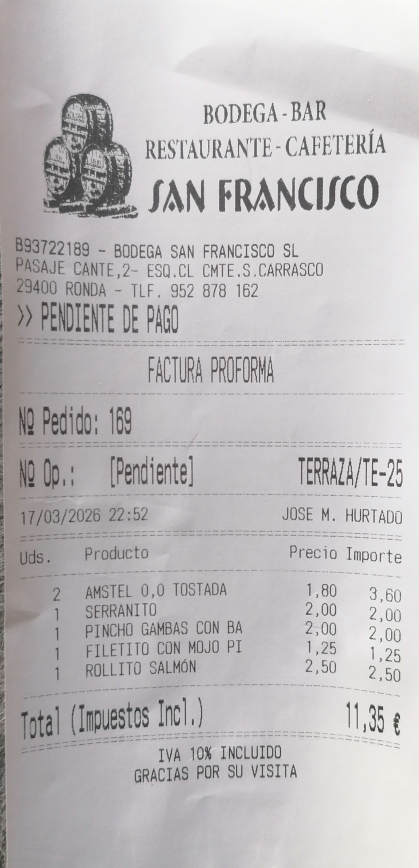 BODEGA - BAR
RESTAURANTE - CAFETERÍA
SAN FRANCISCO
B93722189 - BODEGA SAN FRANCISCO SL
PASAJE CANTE,2- ESQ.CL CMTE.S.CARRASCO
29400 RONDA - TLF. 952 878 162
>> PENDIENTE DE PAGO
FACTURA PROFORMA
Nº Pedido: 169
Nº Op.: [Pendiente] TERRAZA/TE-25
17/03/2026 22:52 JOSE M. HURTADO
Uds. Producto Precio Importe
2 AMSTEL 0,0 TOSTADA 1,80 3,60
1 SERRANITO 2,00 2,00
1 PINCHO GAMBAS CON BA 2,00 2,00
1 FILETITO CON MOJO PI 1,25 1,25
1 ROLLITO SALMÓN 2,50 2,50
Total (Impuestos Incl.) 11,35 €
IVA 10% INCLUIDO
GRACIAS POR SU VISITA